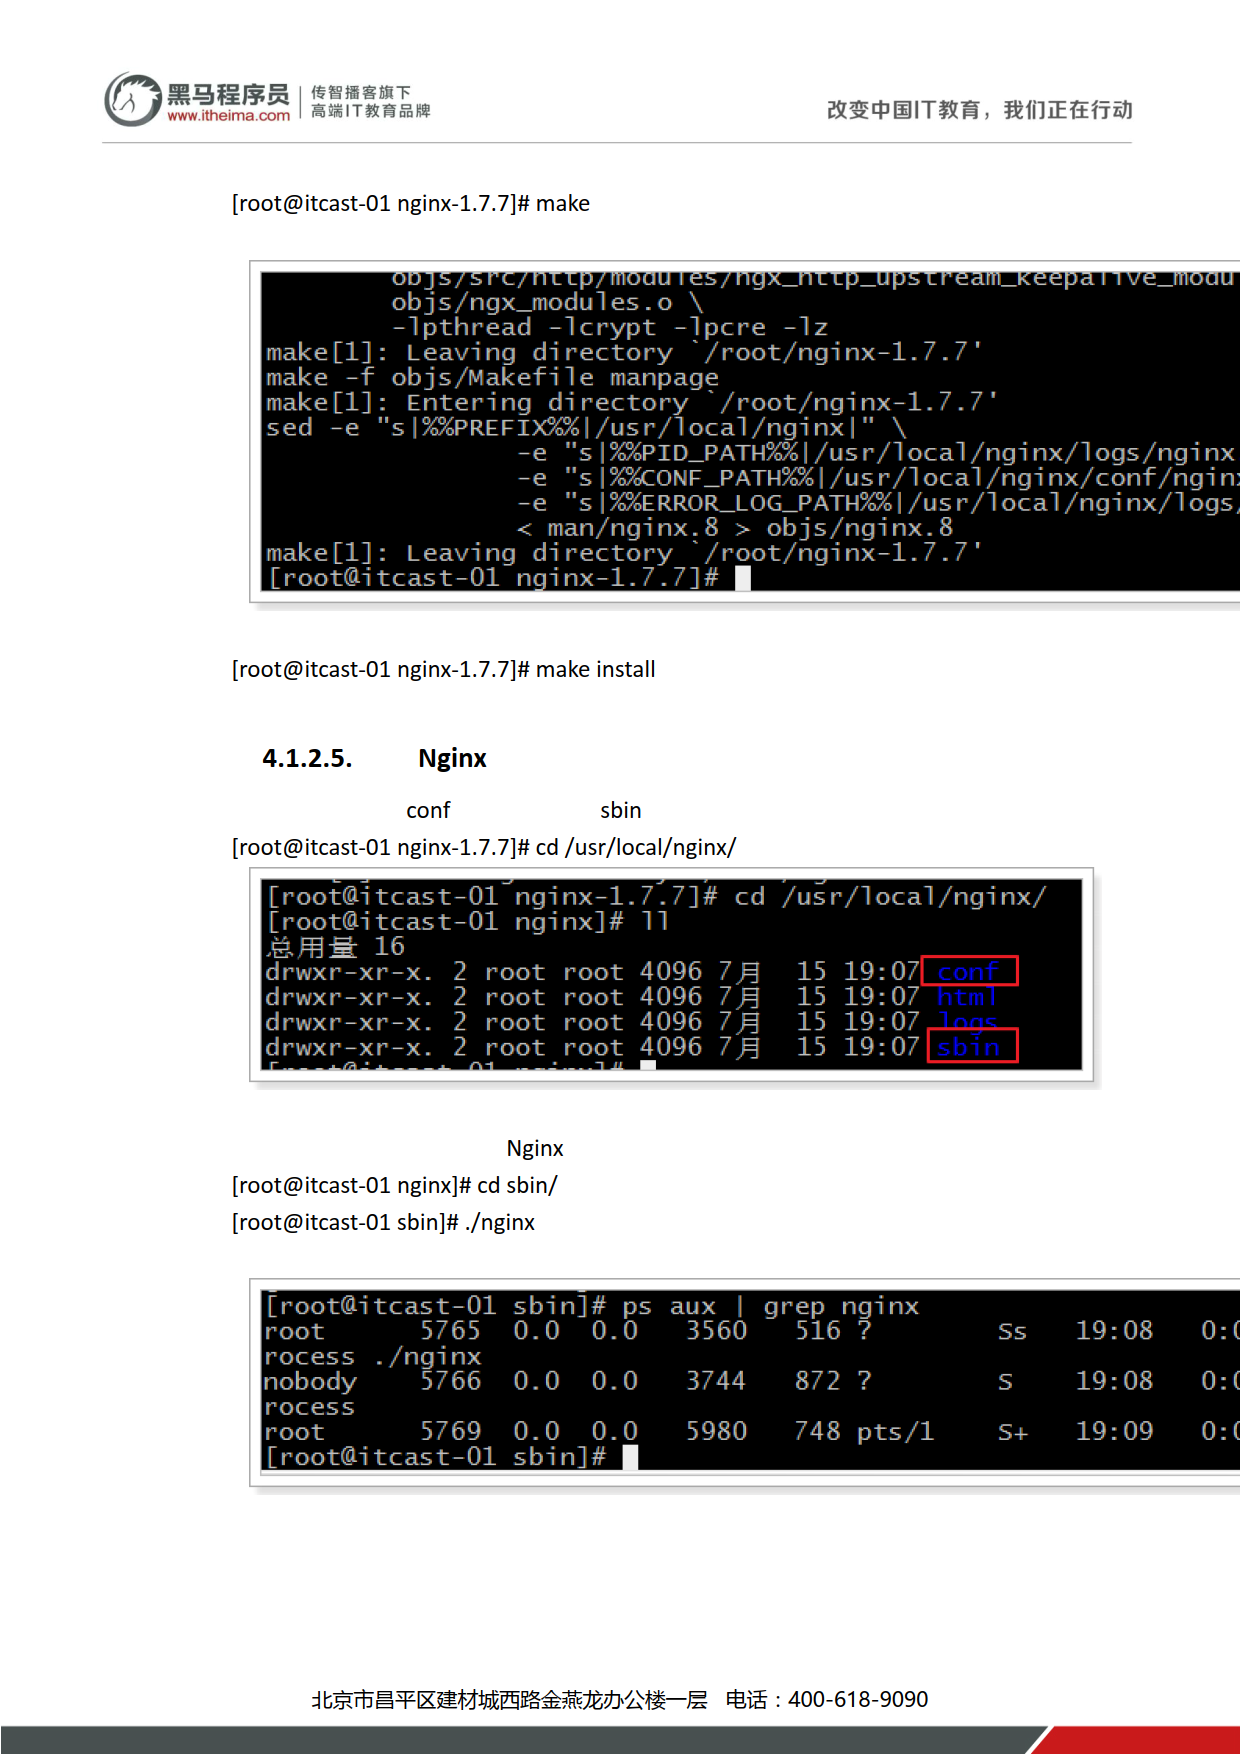 黑马程序员 传智播客旗下
www.itheima.com 高端IT教育品牌
改变中国IT教育，我们正在行动
[root@itcast-01 nginx-1.7.7]# make
objs/src/http/modules/ngx_http_upstream_keepalive_modu
objs/ngx_modules.o \
-lpthread -lcrypt -lpcre -lz
make[1]: Leaving directory `/root/nginx-1.7.7'
make -f objs/Makefile manpage
make[1]: Entering directory `/root/nginx-1.7.7'
sed -e "s|%%PREFIX%%|/usr/local/nginx|" \
-e "s|%%PID_PATH%%|/usr/local/nginx/logs/nginx
-e "s|%%CONF_PATH%%|/usr/local/nginx/conf/nginx
-e "s|%%ERROR_LOG_PATH%%|/usr/local/nginx/logs/
< man/nginx.8 > objs/nginx.8
make[1]: Leaving directory `/root/nginx-1.7.7'
[root@itcast-01 nginx-1.7.7]#
[root@itcast-01 nginx-1.7.7]# make install
4.1.2.5. Nginx
conf sbin
[root@itcast-01 nginx-1.7.7]# cd /usr/local/nginx/
[root@itcast-01 nginx-1.7.7]# cd /usr/local/nginx/
[root@itcast-01 nginx]# ll
总用量 16
drwxr-xr-x. 2 root root 4096 7月 15 19:07 conf
drwxr-xr-x. 2 root root 4096 7月 15 19:07 html
drwxr-xr-x. 2 root root 4096 7月 15 19:07 logs
drwxr-xr-x. 2 root root 4096 7月 15 19:07 sbin
[root@itcast-01 nginx]#
Nginx
[root@itcast-01 nginx]# cd sbin/
[root@itcast-01 sbin]# ./nginx
[root@itcast-01 sbin]# ps aux | grep nginx
root 5765 0.0 0.0 3560 516 ? Ss 19:08 0:0
rocess ./nginx
nobody 5766 0.0 0.0 3744 872 ? S 19:08 0:0
rocess
root 5769 0.0 0.0 5980 748 pts/1 S+ 19:09 0:0
[root@itcast-01 sbin]#
北京市昌平区建材城西路金燕龙办公楼一层 电话：400-618-9090